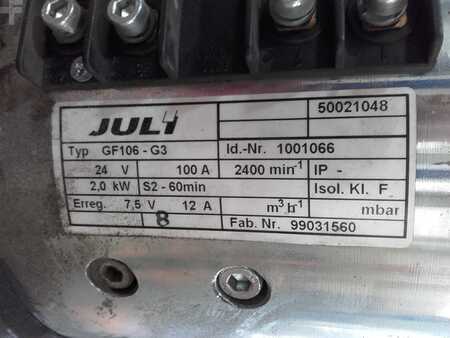 JULI 50021048
Typ GF106 - G3 Id.-Nr. 1001066
24 V 100 A 2400 min-1 IP -
2,0 kW S2 - 60min Isol. Kl. F
Erreg. 7,5 V 12 A m³ h-1 mbar
8 Fab. Nr. 99031560